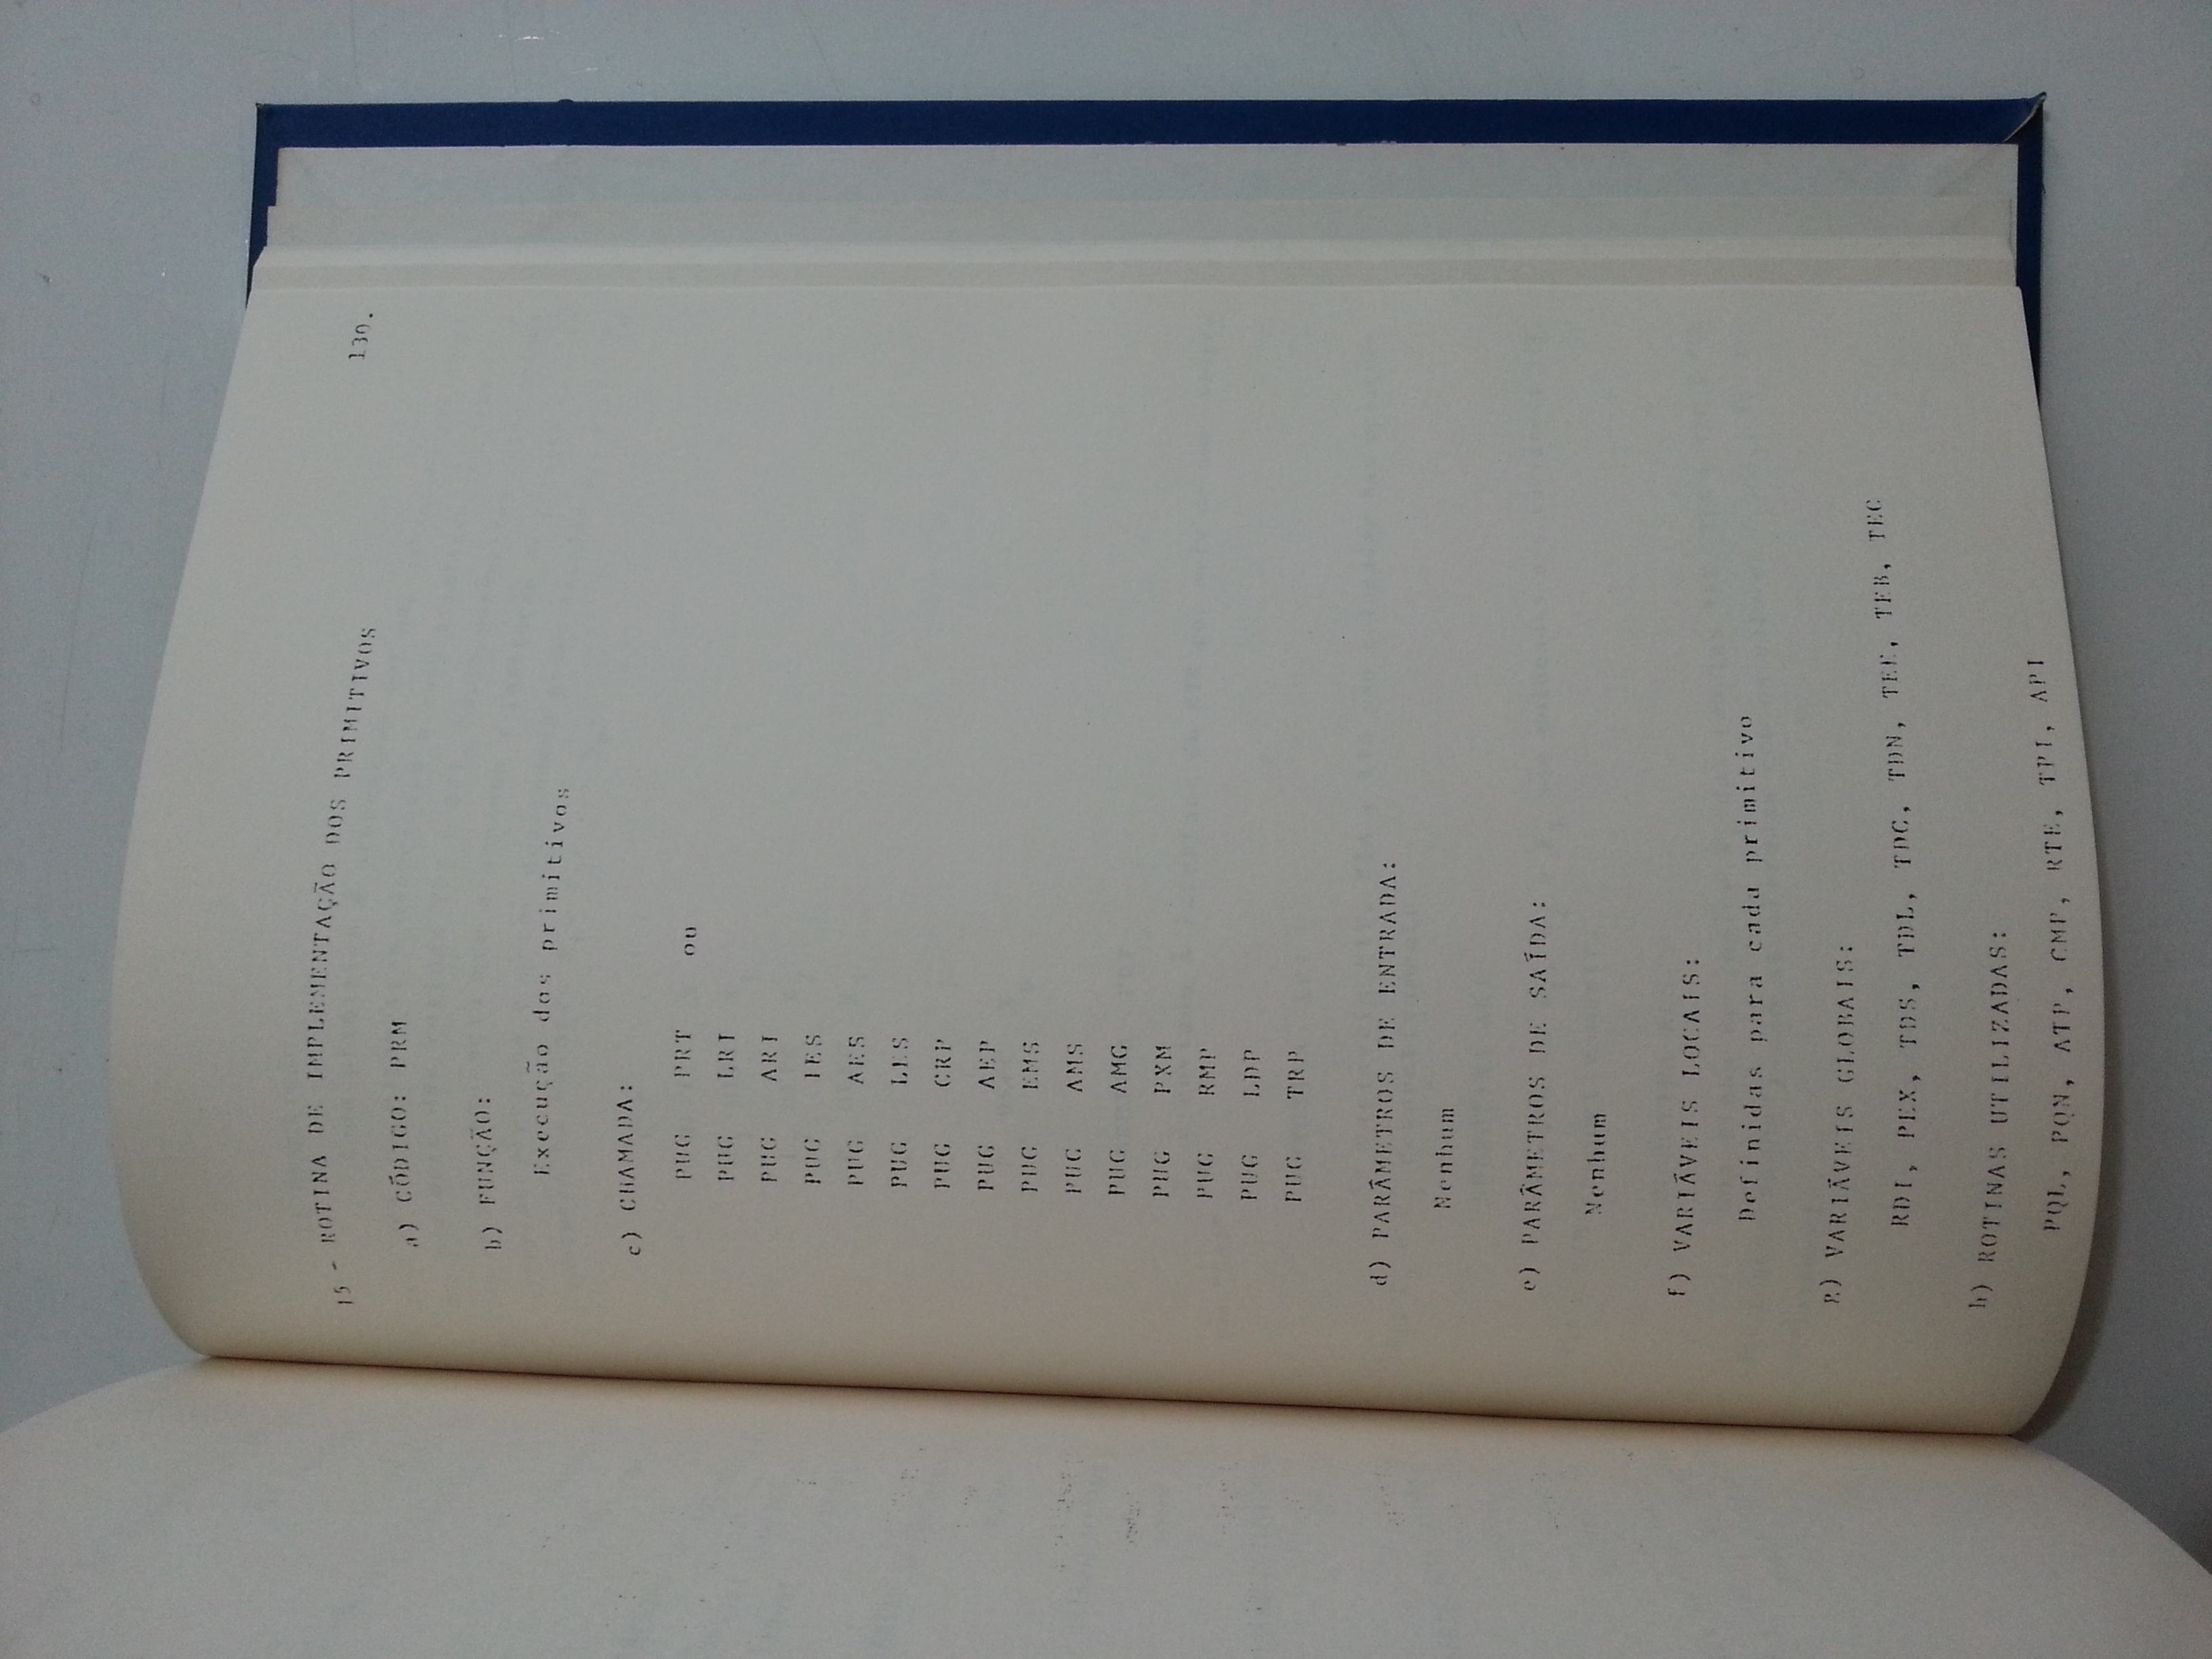 130.
15 - ROTINA DE IMPLEMENTAÇÃO DOS PRIMITIVOS
a) CÓDIGO: PRM
b) FUNÇÃO:
Execução dos primitivos
c) CHAMADA:
PUG PRT ou
PUG LRI
PUG ARI
PUG IES
PUG AES
PUG LES
PUG CRP
PUG AEP
PUG EMS
PUG AMS
PUG AMG
PUG PXM
PUG RMP
PUG LDP
PUG TRP
d) PARÂMETROS DE ENTRADA:
Nenhum
e) PARÂMETROS DE SAÍDA:
Nenhum
f) VARIÁVEIS LOCAIS:
Definidas para cada primitivo
g) VARIÁVEIS GLOBAIS:
RDI, PEX, TDS, TDL, TDC, TDN, TEE, TEB, TEC
h) ROTINAS UTILIZADAS:
PQL, PQN, ATP, CMP, RTE, TPI, API